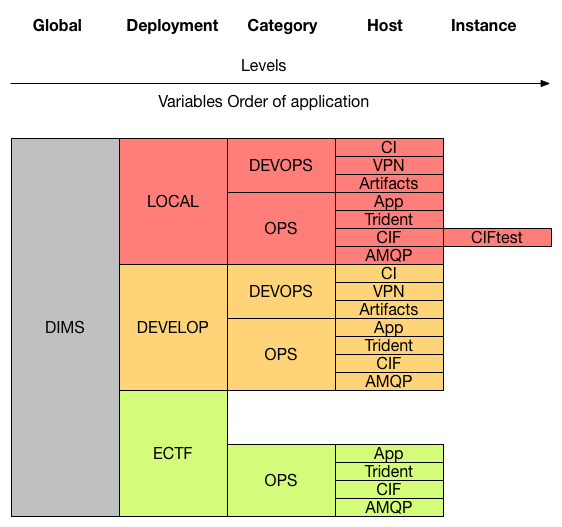 Global Deployment Category Host Instance
Levels
Variables Order of application
DIMS
LOCAL
DEVOPS
CI
VPN
Artifacts
OPS
App
Trident
CIF
CIFtest
AMQP
DEVELOP
DEVOPS
CI
VPN
Artifacts
OPS
App
Trident
CIF
AMQP
ECTF
OPS
App
Trident
CIF
AMQP